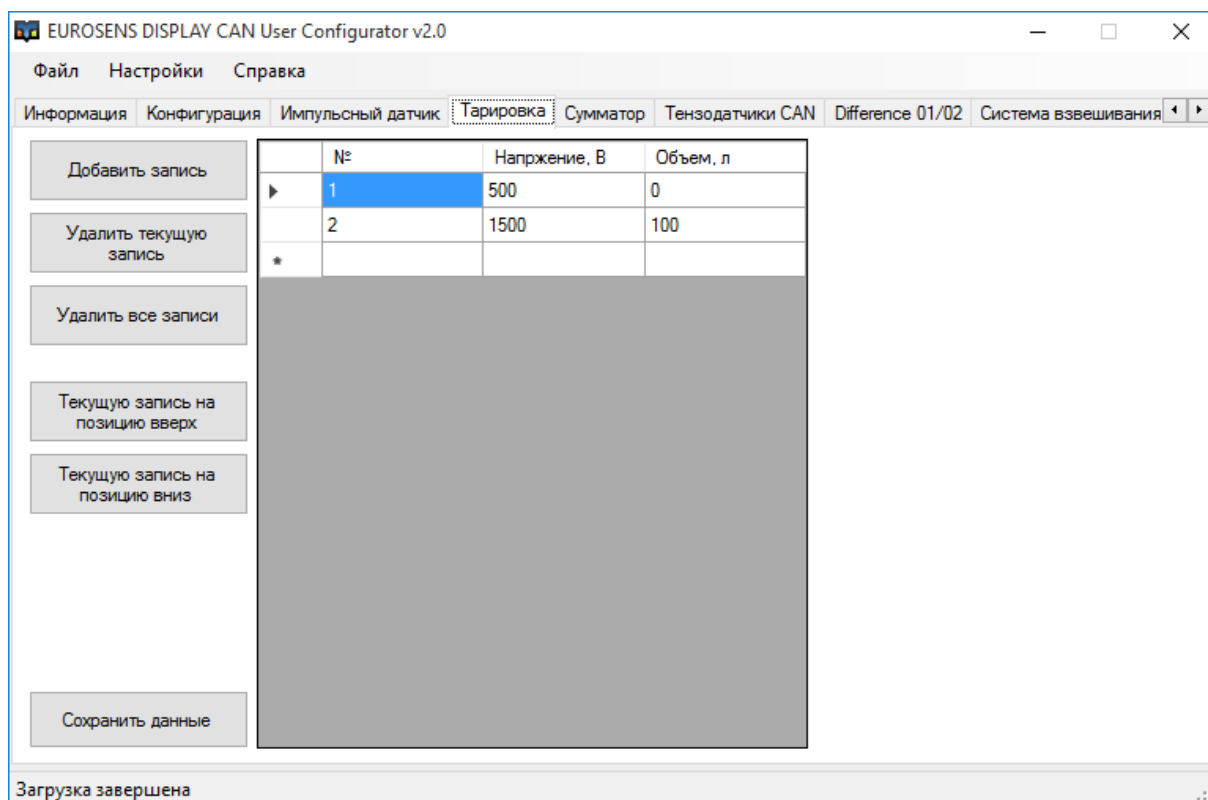 EUROSENS DISPLAY CAN User Configurator v2.0
Файл Настройки Справка
Информация Конфигурация Импульсный датчик Тарировка Сумматор Тензодатчики CAN Difference 01/02 Система взвешивания
Добавить запись
Удалить текущую
запись
Удалить все записи
Текущую запись на
позицию вверх
Текущую запись на
позицию вниз
Сохранить данные
№ Напржение, В Объем, л
1 500 0
2 1500 100
*
Загрузка завершена